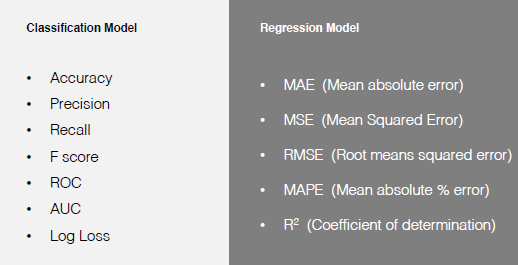 Classification Model
• Accuracy
• Precision
• Recall
• F score
• ROC
• AUC
• Log Loss
Regression Model
• MAE (Mean absolute error)
• MSE (Mean Squared Error)
• RMSE (Root means squared error)
• MAPE (Mean absolute % error)
• R² (Coefficient of determination)